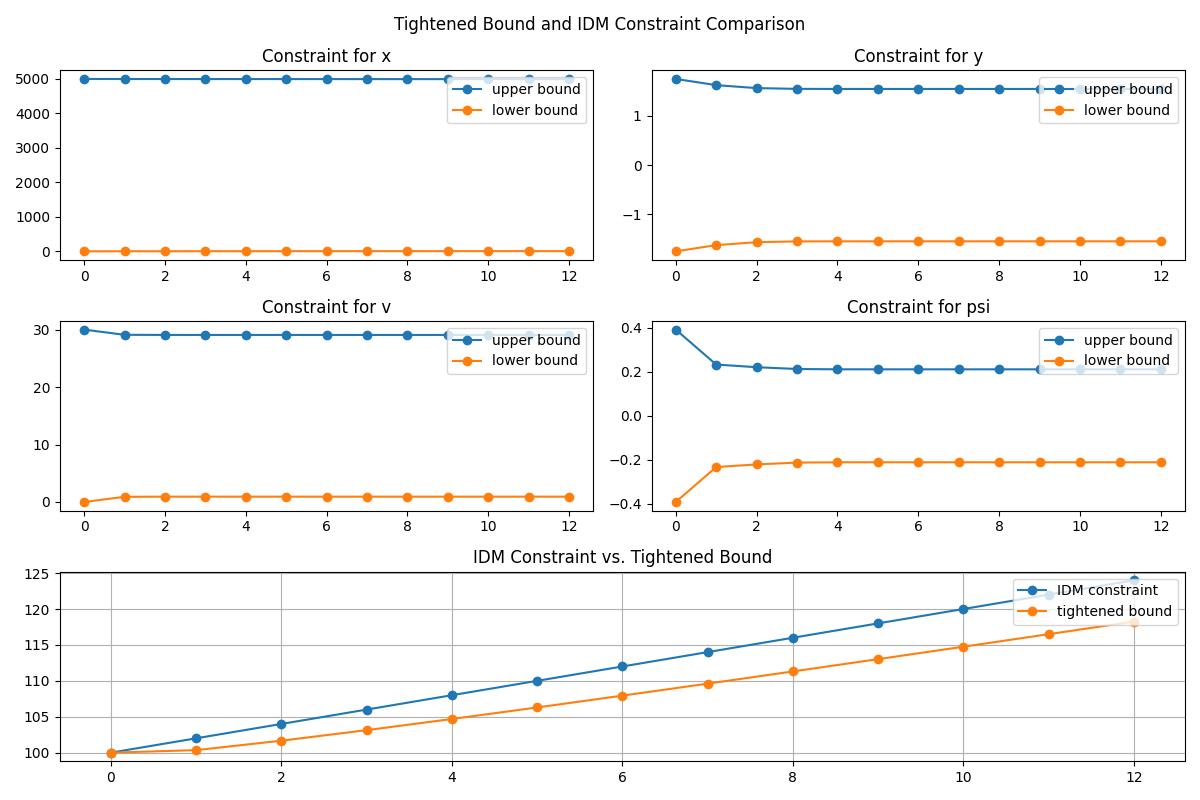 Tightened Bound and IDM Constraint Comparison
Constraint for x
5000
4000
3000
2000
1000
0
0 2 4 6 8 10 12
upper bound
lower bound
Constraint for y
1
0
−1
0 2 4 6 8 10 12
upper bound
lower bound
Constraint for v
30
20
10
0
0 2 4 6 8 10 12
upper bound
lower bound
Constraint for psi
0.4
0.2
0.0
−0.2
−0.4
0 2 4 6 8 10 12
upper bound
lower bound
IDM Constraint vs. Tightened Bound
125
120
115
110
105
100
0 2 4 6 8 10 12
IDM constraint
tightened bound